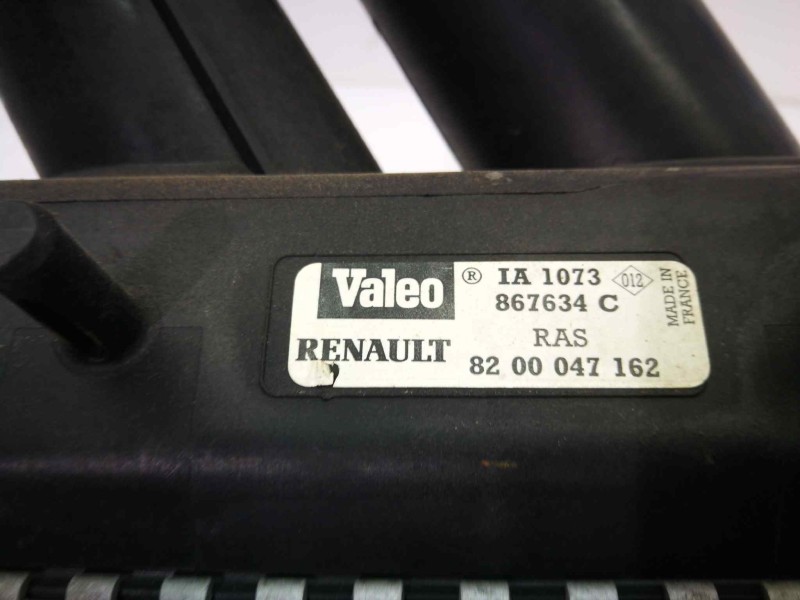 Valeo ® IA 1073 012
867634 C
RAS
RENAULT
82 00 047 162
MADE IN
FRANCE